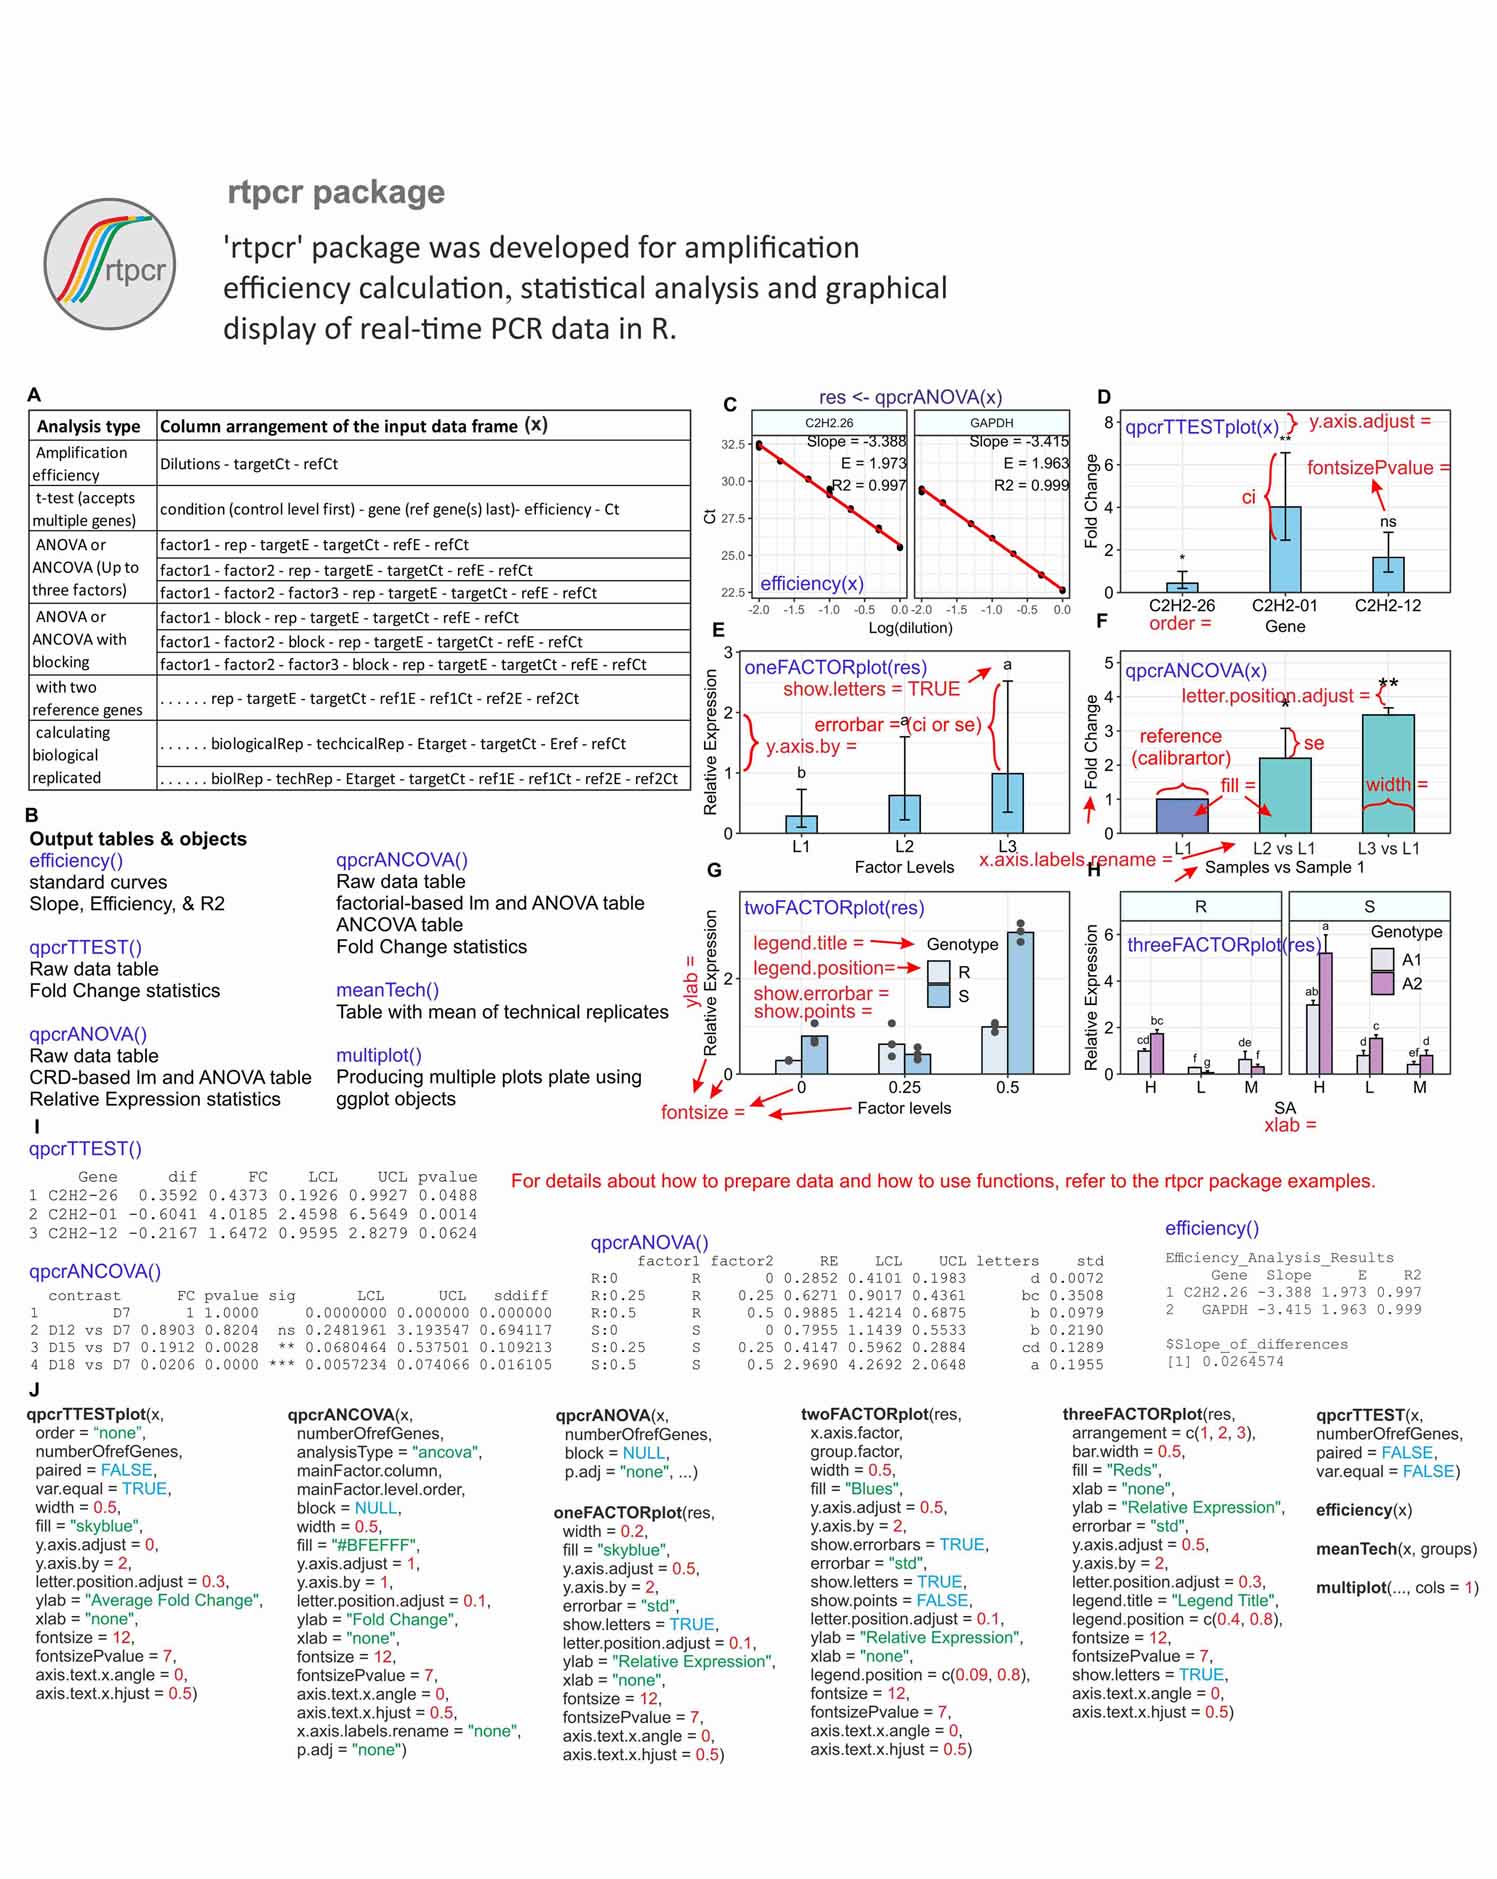 rtpcr package
rtpcr
'rtpcr' package was developed for amplification
efficiency calculation, statistical analysis and graphical
display of real-time PCR data in R.
A
Analysis type Column arrangement of the input data frame (x)
Amplification
efficiency
Dilutions - targetCt - refCt
t-test (accepts
multiple genes)
condition (control level first) - gene (ref gene(s) last)- efficiency - Ct
ANOVA or
ANCOVA (Up to
three factors)
factor1 - rep - targetE - targetCt - refE - refCt
factor1 - factor2 - rep - targetE - targetCt - refE - refCt
factor1 - factor2 - factor3 - rep - targetE - targetCt - refE - refCt
ANOVA or
ANCOVA with
blocking
factor1 - block - rep - targetE - targetCt - refE - refCt
factor1 - factor2 - block - rep - targetE - targetCt - refE - refCt
factor1 - factor2 - factor3 - block - rep - targetE - targetCt - refE - refCt
with two
reference genes
. . . . . . rep - targetE - targetCt - ref1E - ref1Ct - ref2E - ref2Ct
calculating
biological
replicated
. . . . . . biologicalRep - techcicalRep - Etarget - targetCt - Eref - refCt
. . . . . . biolRep - techRep - Etarget - targetCt - ref1E - ref1Ct - ref2E - ref2Ct
B
Output tables & objects
efficiency()
standard curves
Slope, Efficiency, & R2
qpcrTTEST()
Raw data table
Fold Change statistics
qpcrANOVA()
Raw data table
CRD-based lm and ANOVA table
Relative Expression statistics
qpcrANCOVA()
Raw data table
factorial-based lm and ANOVA table
ANCOVA table
Fold Change statistics
meanTech()
Table with mean of technical replicates
multiplot()
Producing multiple plots plate using
ggplot objects
res <- qpcrANOVA(x)
C
C2H2.26
GAPDH
Slope = -3.388
E = 1.973
R2 = 0.997
Slope = -3.415
E = 1.963
R2 = 0.999
Ct
32.5
30.0
27.5
25.0
22.5
efficiency(x)
-2.0 -1.5 -1.0 -0.5 0.0 -2.0 -1.5 -1.0 -0.5 0.0
Log(dilution)
D
qpcrTTESTplot(x)
y.axis.adjust =
fontsizePvalue =
ci
**
*
ns
Fold Change
8
6
4
2
0
C2H2-26 C2H2-01 C2H2-12
order =
Gene
E
oneFACTORplot(res)
show.letters = TRUE
errorbar = (ci or se)
y.axis.by =
b
a
a
Relative Expression
3
2
1
0
L1 L2 L3
Factor Levels
F
qpcrANCOVA(x)
letter.position.adjust =
**
*
reference
(calibrartor)
se
fill =
width =
Fold Change
5
4
3
2
1
0
L1 L2 vs L1 L3 vs L1
x.axis.labels.rename =
Samples vs Sample 1
G
twoFACTORplot(res)
legend.title =
legend.position=
show.errorbar =
show.points =
Genotype
R
S
ylab =
Relative Expression
2
0
0 0.25 0.5
fontsize =
Factor levels
H
R S
threeFACTORplot(res)
Genotype
A1
A2
cd bc f g de f
ab a d c ef d
Relative Expression
6
4
2
0
H L M H L M
SA
xlab =
I
qpcrTTEST()
Gene dif FC LCL UCL pvalue
1 C2H2-26 0.3592 0.4373 0.1926 0.9927 0.0488
2 C2H2-01 -0.6041 4.0185 2.4598 6.5649 0.0014
3 C2H2-12 -0.2167 1.6472 0.9595 2.8279 0.0624
For details about how to prepare data and how to use functions, refer to the rtpcr package examples.
qpcrANCOVA()
contrast FC pvalue sig LCL UCL sddiff
1 D7 1 1.0000 0.0000000 0.000000 0.000000
2 D12 vs D7 0.8903 0.8204 ns 0.2481961 3.193547 0.694117
3 D15 vs D7 0.1912 0.0028 ** 0.0680464 0.537501 0.109213
4 D18 vs D7 0.0206 0.0000 *** 0.0057234 0.074066 0.016105
qpcrANOVA()
factor1 factor2 RE LCL UCL letters std
R:0 R 0 0.2852 0.4101 0.1983 d 0.0072
R:0.25 R 0.25 0.6271 0.9017 0.4361 bc 0.3508
R:0.5 R 0.5 0.9885 1.4214 0.6875 b 0.0979
S:0 S 0 0.7955 1.1439 0.5533 b 0.2190
S:0.25 S 0.25 0.4147 0.5962 0.2884 cd 0.1289
S:0.5 S 0.5 2.9690 4.2692 2.0648 a 0.1955
efficiency()
Efficiency_Analysis_Results
Gene Slope E R2
1 C2H2.26 -3.388 1.973 0.997
2 GAPDH -3.415 1.963 0.999
$Slope_of_differences
[1] 0.0264574
J
qpcrTTESTplot(x,
order = "none",
numberOfrefGenes,
paired = FALSE,
var.equal = TRUE,
width = 0.5,
fill = "skyblue",
y.axis.adjust = 0,
y.axis.by = 2,
letter.position.adjust = 0.3,
ylab = "Average Fold Change",
xlab = "none",
fontsize = 12,
fontsizePvalue = 7,
axis.text.x.angle = 0,
axis.text.x.hjust = 0.5)
qpcrANCOVA(x,
numberOfrefGenes,
analysisType = "ancova",
mainFactor.column,
mainFactor.level.order,
block = NULL,
width = 0.5,
fill = "#BFEFFF",
y.axis.adjust = 1,
y.axis.by = 1,
letter.position.adjust = 0.1,
ylab = "Fold Change",
xlab = "none",
fontsize = 12,
fontsizePvalue = 7,
axis.text.x.angle = 0,
axis.text.x.hjust = 0.5,
x.axis.labels.rename = "none",
p.adj = "none")
qpcrANOVA(x,
numberOfrefGenes,
block = NULL,
p.adj = "none", ...)
oneFACTORplot(res,
width = 0.2,
fill = "skyblue",
y.axis.adjust = 0.5,
y.axis.by = 2,
errorbar = "std",
show.letters = TRUE,
letter.position.adjust = 0.1,
ylab = "Relative Expression",
xlab = "none",
fontsize = 12,
fontsizePvalue = 7,
axis.text.x.angle = 0,
axis.text.x.hjust = 0.5)
twoFACTORplot(res,
x.axis.factor,
group.factor,
width = 0.5,
fill = "Blues",
y.axis.adjust = 0.5,
y.axis.by = 2,
show.errorbars = TRUE,
errorbar = "std",
show.letters = TRUE,
show.points = FALSE,
letter.position.adjust = 0.1,
ylab = "Relative Expression",
xlab = "none",
legend.position = c(0.09, 0.8),
fontsize = 12,
fontsizePvalue = 7,
axis.text.x.angle = 0,
axis.text.x.hjust = 0.5)
threeFACTORplot(res,
arrangement = c(1, 2, 3),
bar.width = 0.5,
fill = "Reds",
xlab = "none",
ylab = "Relative Expression",
errorbar = "std",
y.axis.adjust = 0.5,
y.axis.by = 2,
letter.position.adjust = 0.3,
legend.title = "Legend Title",
legend.position = c(0.4, 0.8),
fontsize = 12,
fontsizePvalue = 7,
show.letters = TRUE,
axis.text.x.angle = 0,
axis.text.x.hjust = 0.5)
qpcrTTEST(x,
numberOfrefGenes,
paired = FALSE,
var.equal = FALSE)
efficiency(x)
meanTech(x, groups)
multiplot(..., cols = 1)